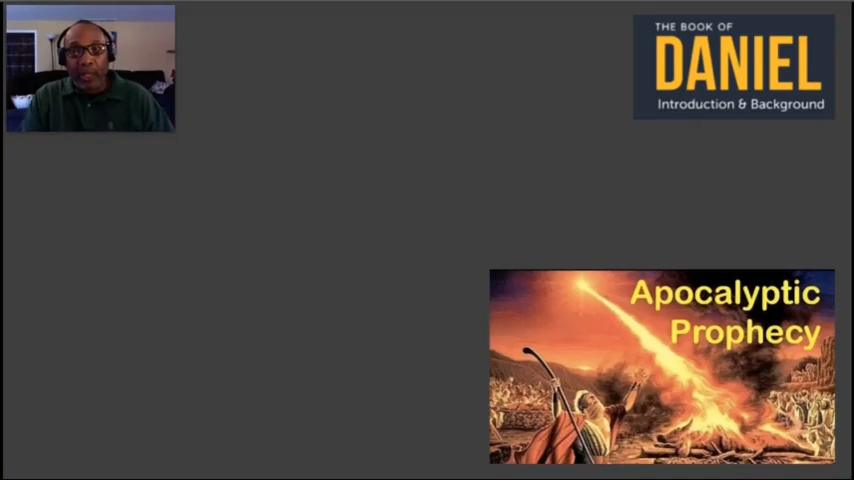 THE BOOK OF
DANIEL
Introduction & Background
Apocalyptic
Prophecy